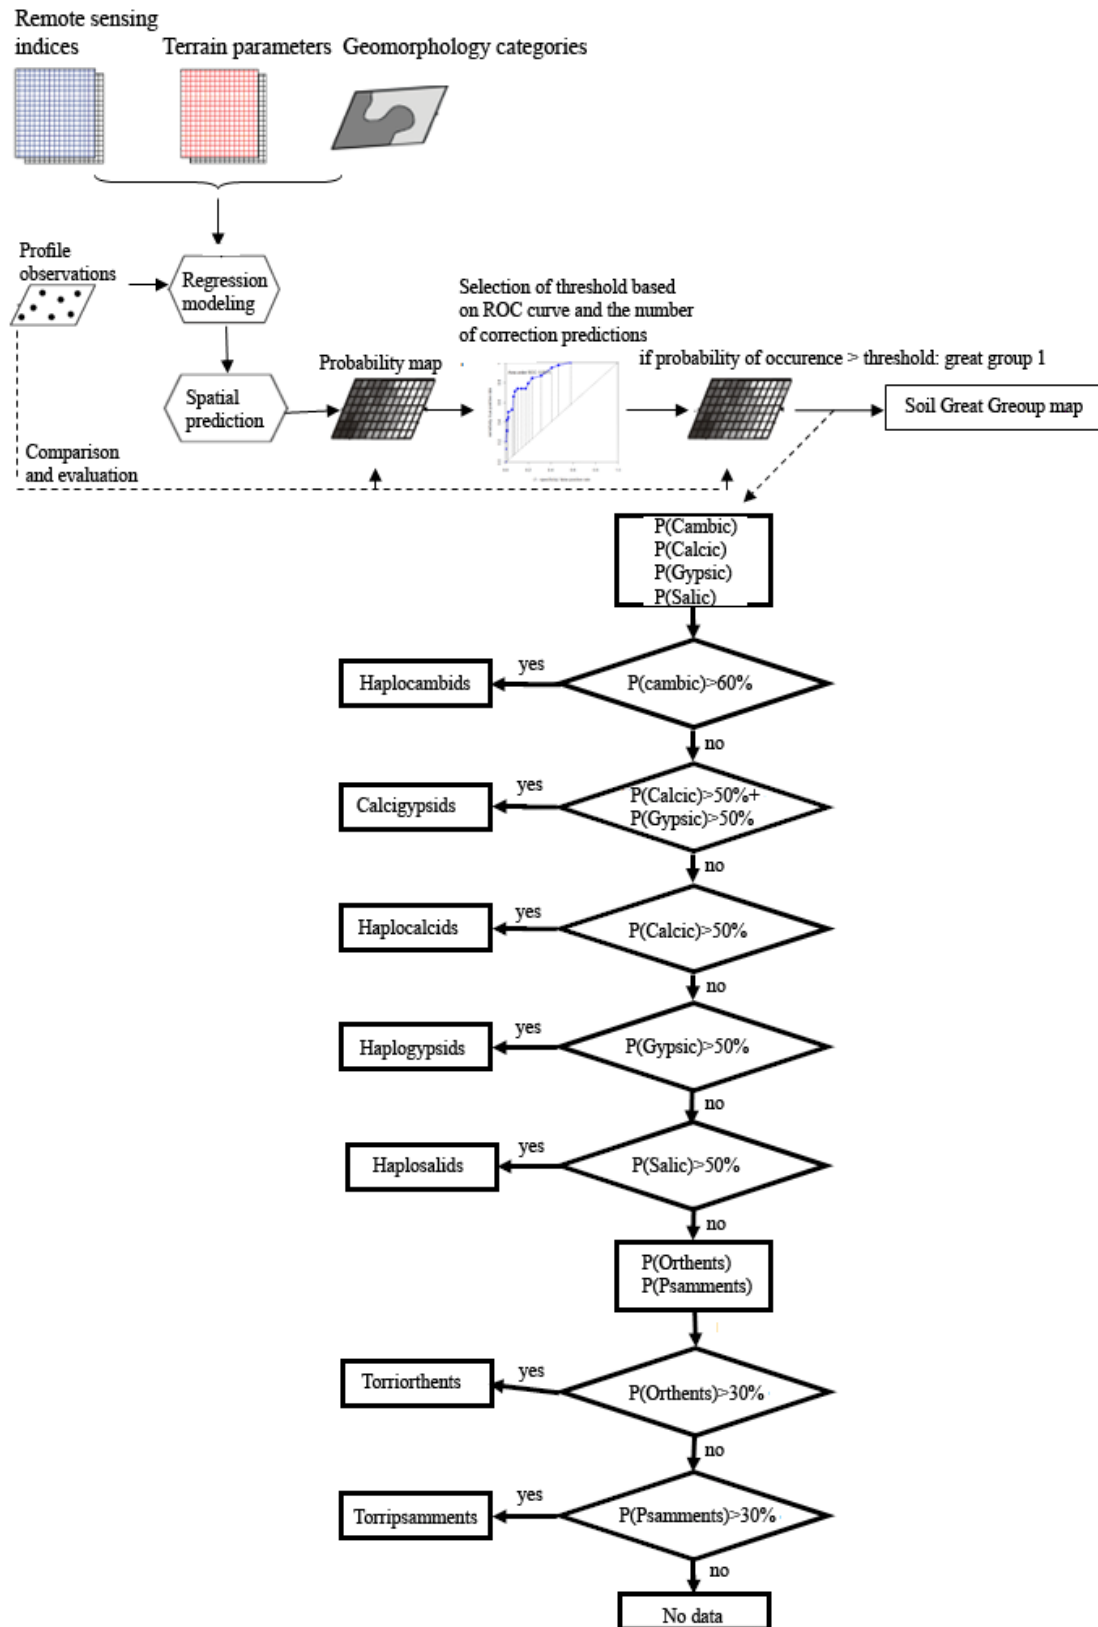 Remote sensing
indices
Terrain parameters
Geomorphology categories
Profile
observations
Regression
modeling
Selection of threshold based
on ROC curve and the number
of correction predictions
Probability map
if probability of occurence > threshold: great group 1
Spatial
prediction
Soil Great Greoup map
Comparison
and evaluation
P(Cambic)
P(Calcic)
P(Gypsic)
P(Salic)
yes
Haplocambids
P(cambic)>60%
no
yes
Calcigypsids
P(Calcic)>50%+
P(Gypsic)>50%
no
yes
Haplocalcids
P(Calcic)>50%
no
yes
Haplogypsids
P(Gypsic)>50%
no
yes
Haplosalids
P(Salic)>50%
no
P(Orthents)
P(Psamments)
yes
Torriorthents
P(Orthents)>30%
no
yes
Torripsamments
P(Psamments)>30%
no
No data